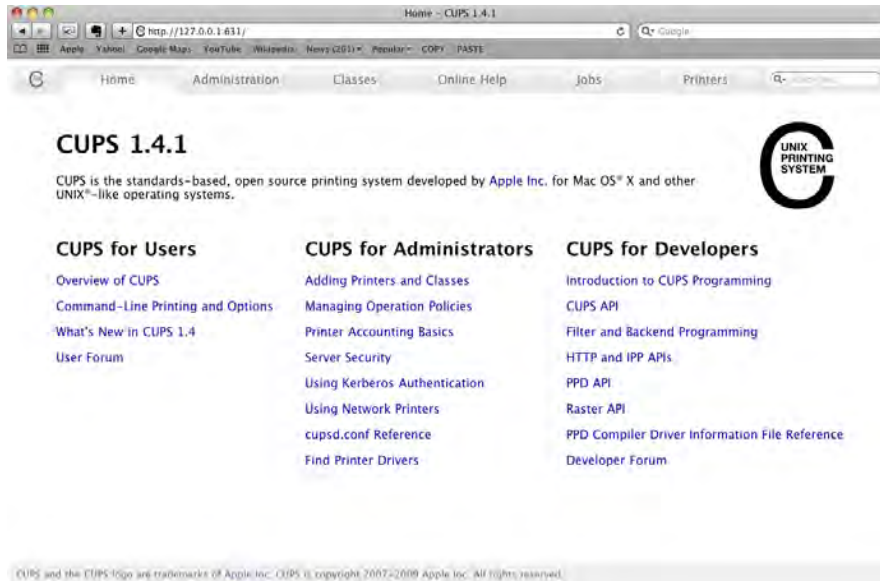 Home - CUPS 1.4.1
http://127.0.0.1:631/
Google
Apple Yahoo! Google Maps YouTube Wikipedia News (201) Popular COPY PASTE
Home Administration Classes Online Help Jobs Printers
CUPS 1.4.1
CUPS is the standards-based, open source printing system developed by Apple Inc. for Mac OS® X and other
UNIX®-like operating systems.
UNIX
PRINTING
SYSTEM
CUPS for Users
Overview of CUPS
Command-Line Printing and Options
What's New in CUPS 1.4
User Forum
CUPS for Administrators
Adding Printers and Classes
Managing Operation Policies
Printer Accounting Basics
Server Security
Using Kerberos Authentication
Using Network Printers
cupsd.conf Reference
Find Printer Drivers
CUPS for Developers
Introduction to CUPS Programming
CUPS API
Filter and Backend Programming
HTTP and IPP APIs
PPD API
Raster API
PPD Compiler Driver Information File Reference
Developer Forum
CUPS and the CUPS logo are trademarks of Apple Inc. CUPS is copyright 2007-2009 Apple Inc. All rights reserved.